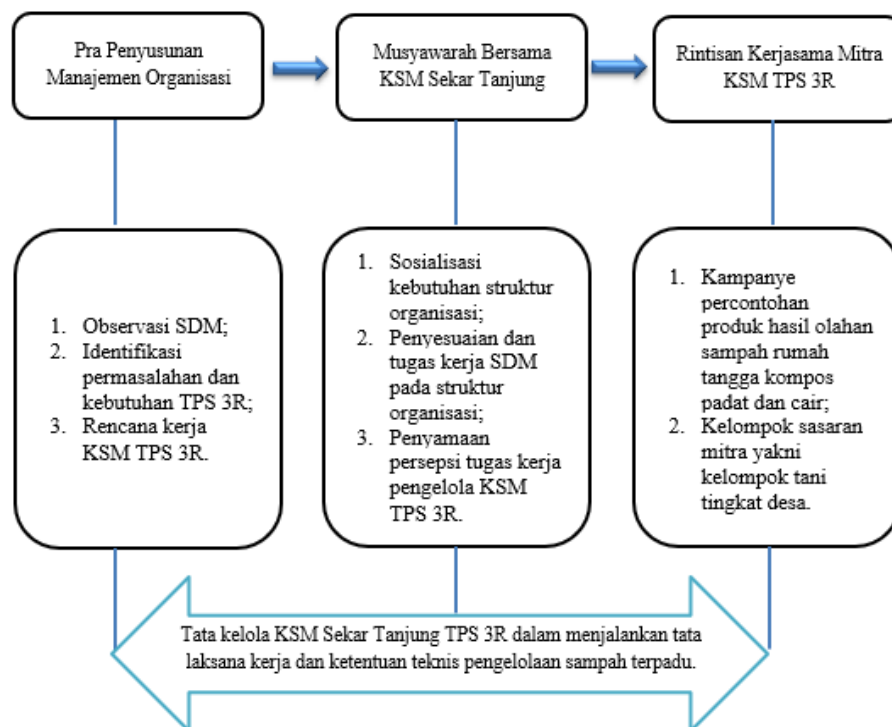 Pra Penyusunan
Manajemen Organisasi
Musyawarah Bersama
KSM Sekar Tanjung
Rintisan Kerjasama Mitra
KSM TPS 3R
1. Observasi SDM;
2. Identifikasi
permasalahan dan
kebutuhan TPS 3R;
3. Rencana kerja
KSM TPS 3R.
1. Sosialisasi
kebutuhan struktur
organisasi;
2. Penyesuaian dan
tugas kerja SDM
pada struktur
organisasi;
3. Penyamaan
persepsi tugas kerja
pengelola KSM
TPS 3R.
1. Kampanye
percontohan
produk hasil olahan
sampah rumah
tangga kompos
padat dan cair;
2. Kelompok sasaran
mitra yakni
kelompok tani
tingkat desa.
Tata kelola KSM Sekar Tanjung TPS 3R dalam menjalankan tata
laksana kerja dan ketentuan teknis pengelolaan sampah terpadu.